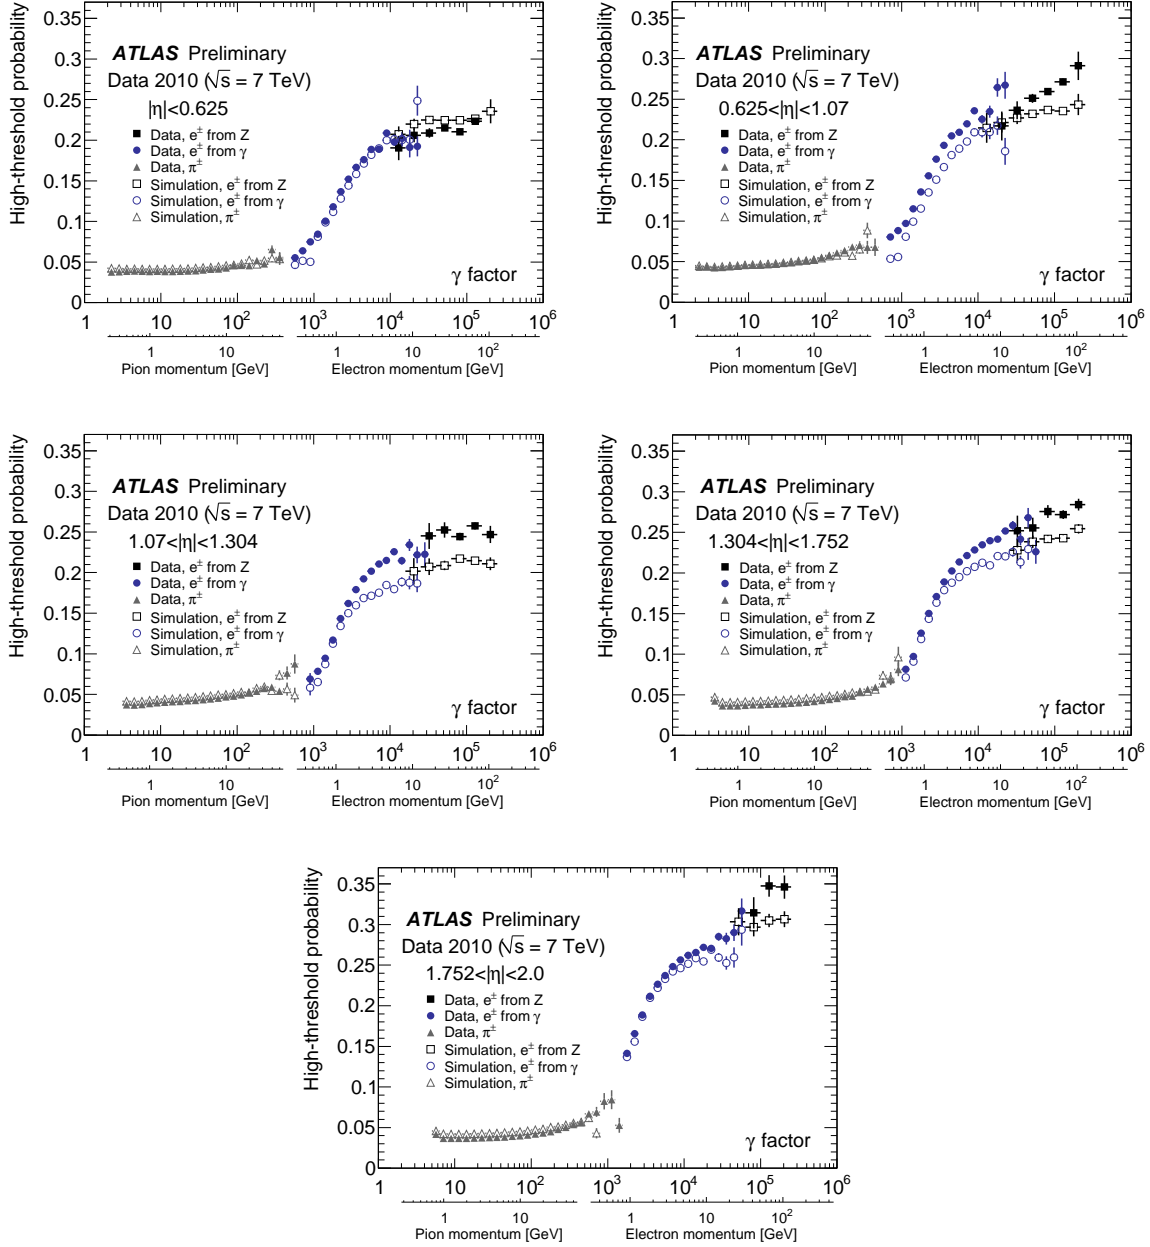 High-threshold probability
0.35
0.3
0.25
0.2
0.15
0.1
0.05
0
ATLAS Preliminary
Data 2010 (√s = 7 TeV)
|η|<0.625
Data, e± from Z
Data, e± from γ
Data, π±
Simulation, e± from Z
Simulation, e± from γ
Simulation, π±
γ factor
1 10 10² 10³ 10⁴ 10⁵ 10⁶
1 10 1 10 10²
Pion momentum [GeV] Electron momentum [GeV]
High-threshold probability
0.35
0.3
0.25
0.2
0.15
0.1
0.05
0
ATLAS Preliminary
Data 2010 (√s = 7 TeV)
0.625<|η|<1.07
Data, e± from Z
Data, e± from γ
Data, π±
Simulation, e± from Z
Simulation, e± from γ
Simulation, π±
γ factor
1 10 10² 10³ 10⁴ 10⁵ 10⁶
1 10 1 10 10²
Pion momentum [GeV] Electron momentum [GeV]
High-threshold probability
0.35
0.3
0.25
0.2
0.15
0.1
0.05
0
ATLAS Preliminary
Data 2010 (√s = 7 TeV)
1.07<|η|<1.304
Data, e± from Z
Data, e± from γ
Data, π±
Simulation, e± from Z
Simulation, e± from γ
Simulation, π±
γ factor
1 10 10² 10³ 10⁴ 10⁵ 10⁶
1 10 1 10 10²
Pion momentum [GeV] Electron momentum [GeV]
High-threshold probability
0.35
0.3
0.25
0.2
0.15
0.1
0.05
0
ATLAS Preliminary
Data 2010 (√s = 7 TeV)
1.304<|η|<1.752
Data, e± from Z
Data, e± from γ
Data, π±
Simulation, e± from Z
Simulation, e± from γ
Simulation, π±
γ factor
1 10 10² 10³ 10⁴ 10⁵ 10⁶
1 10 1 10 10²
Pion momentum [GeV] Electron momentum [GeV]
High-threshold probability
0.35
0.3
0.25
0.2
0.15
0.1
0.05
0
ATLAS Preliminary
Data 2010 (√s = 7 TeV)
1.752<|η|<2.0
Data, e± from Z
Data, e± from γ
Data, π±
Simulation, e± from Z
Simulation, e± from γ
Simulation, π±
γ factor
1 10 10² 10³ 10⁴ 10⁵ 10⁶
1 10 1 10 10²
Pion momentum [GeV] Electron momentum [GeV]